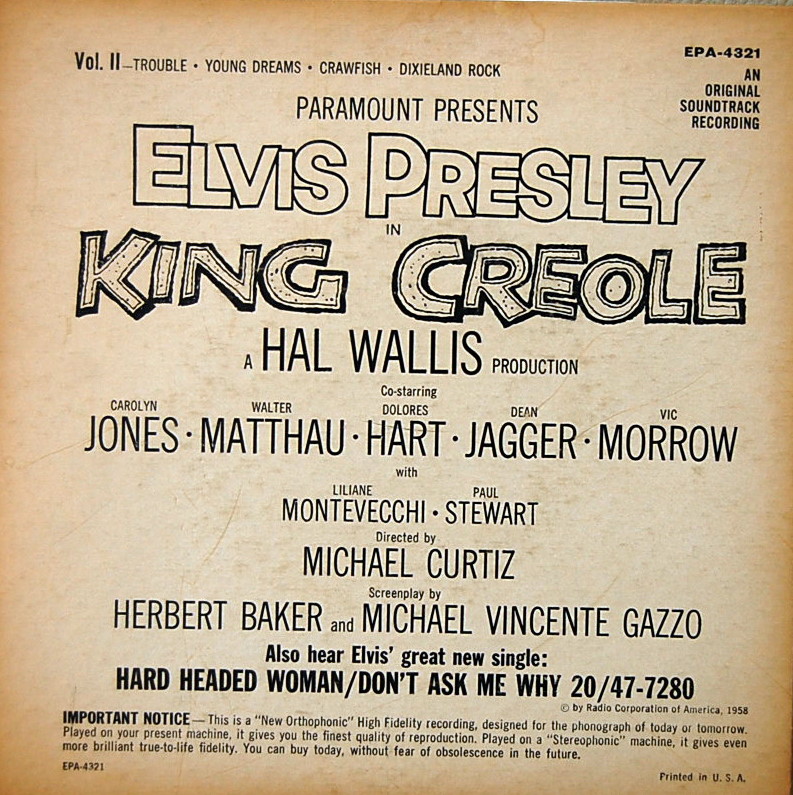 Vol. II—TROUBLE • YOUNG DREAMS • CRAWFISH • DIXIELAND ROCK
EPA-4321
AN
ORIGINAL
SOUNDTRACK
RECORDING
PARAMOUNT PRESENTS
ELVIS PRESLEY
IN
KING CREOLE
A HAL WALLIS PRODUCTION
Co-starring
CAROLYN WALTER DOLORES DEAN VIC
JONES • MATTHAU • HART • JAGGER • MORROW
with
LILIANE PAUL
MONTEVECCHI • STEWART
Directed by
MICHAEL CURTIZ
Screenplay by
HERBERT BAKER and MICHAEL VINCENTE GAZZO
Also hear Elvis' great new single:
HARD HEADED WOMAN/DON'T ASK ME WHY 20/47-7280
© by Radio Corporation of America, 1958
IMPORTANT NOTICE — This is a "New Orthophonic" High Fidelity recording, designed for the phonograph of today or tomorrow.
Played on your present machine, it gives you the finest quality of reproduction. Played on a "Stereophonic" machine, it gives even
more brilliant true-to-life fidelity. You can buy today, without fear of obsolescence in the future.
EPA-4321
Printed in U. S. A.